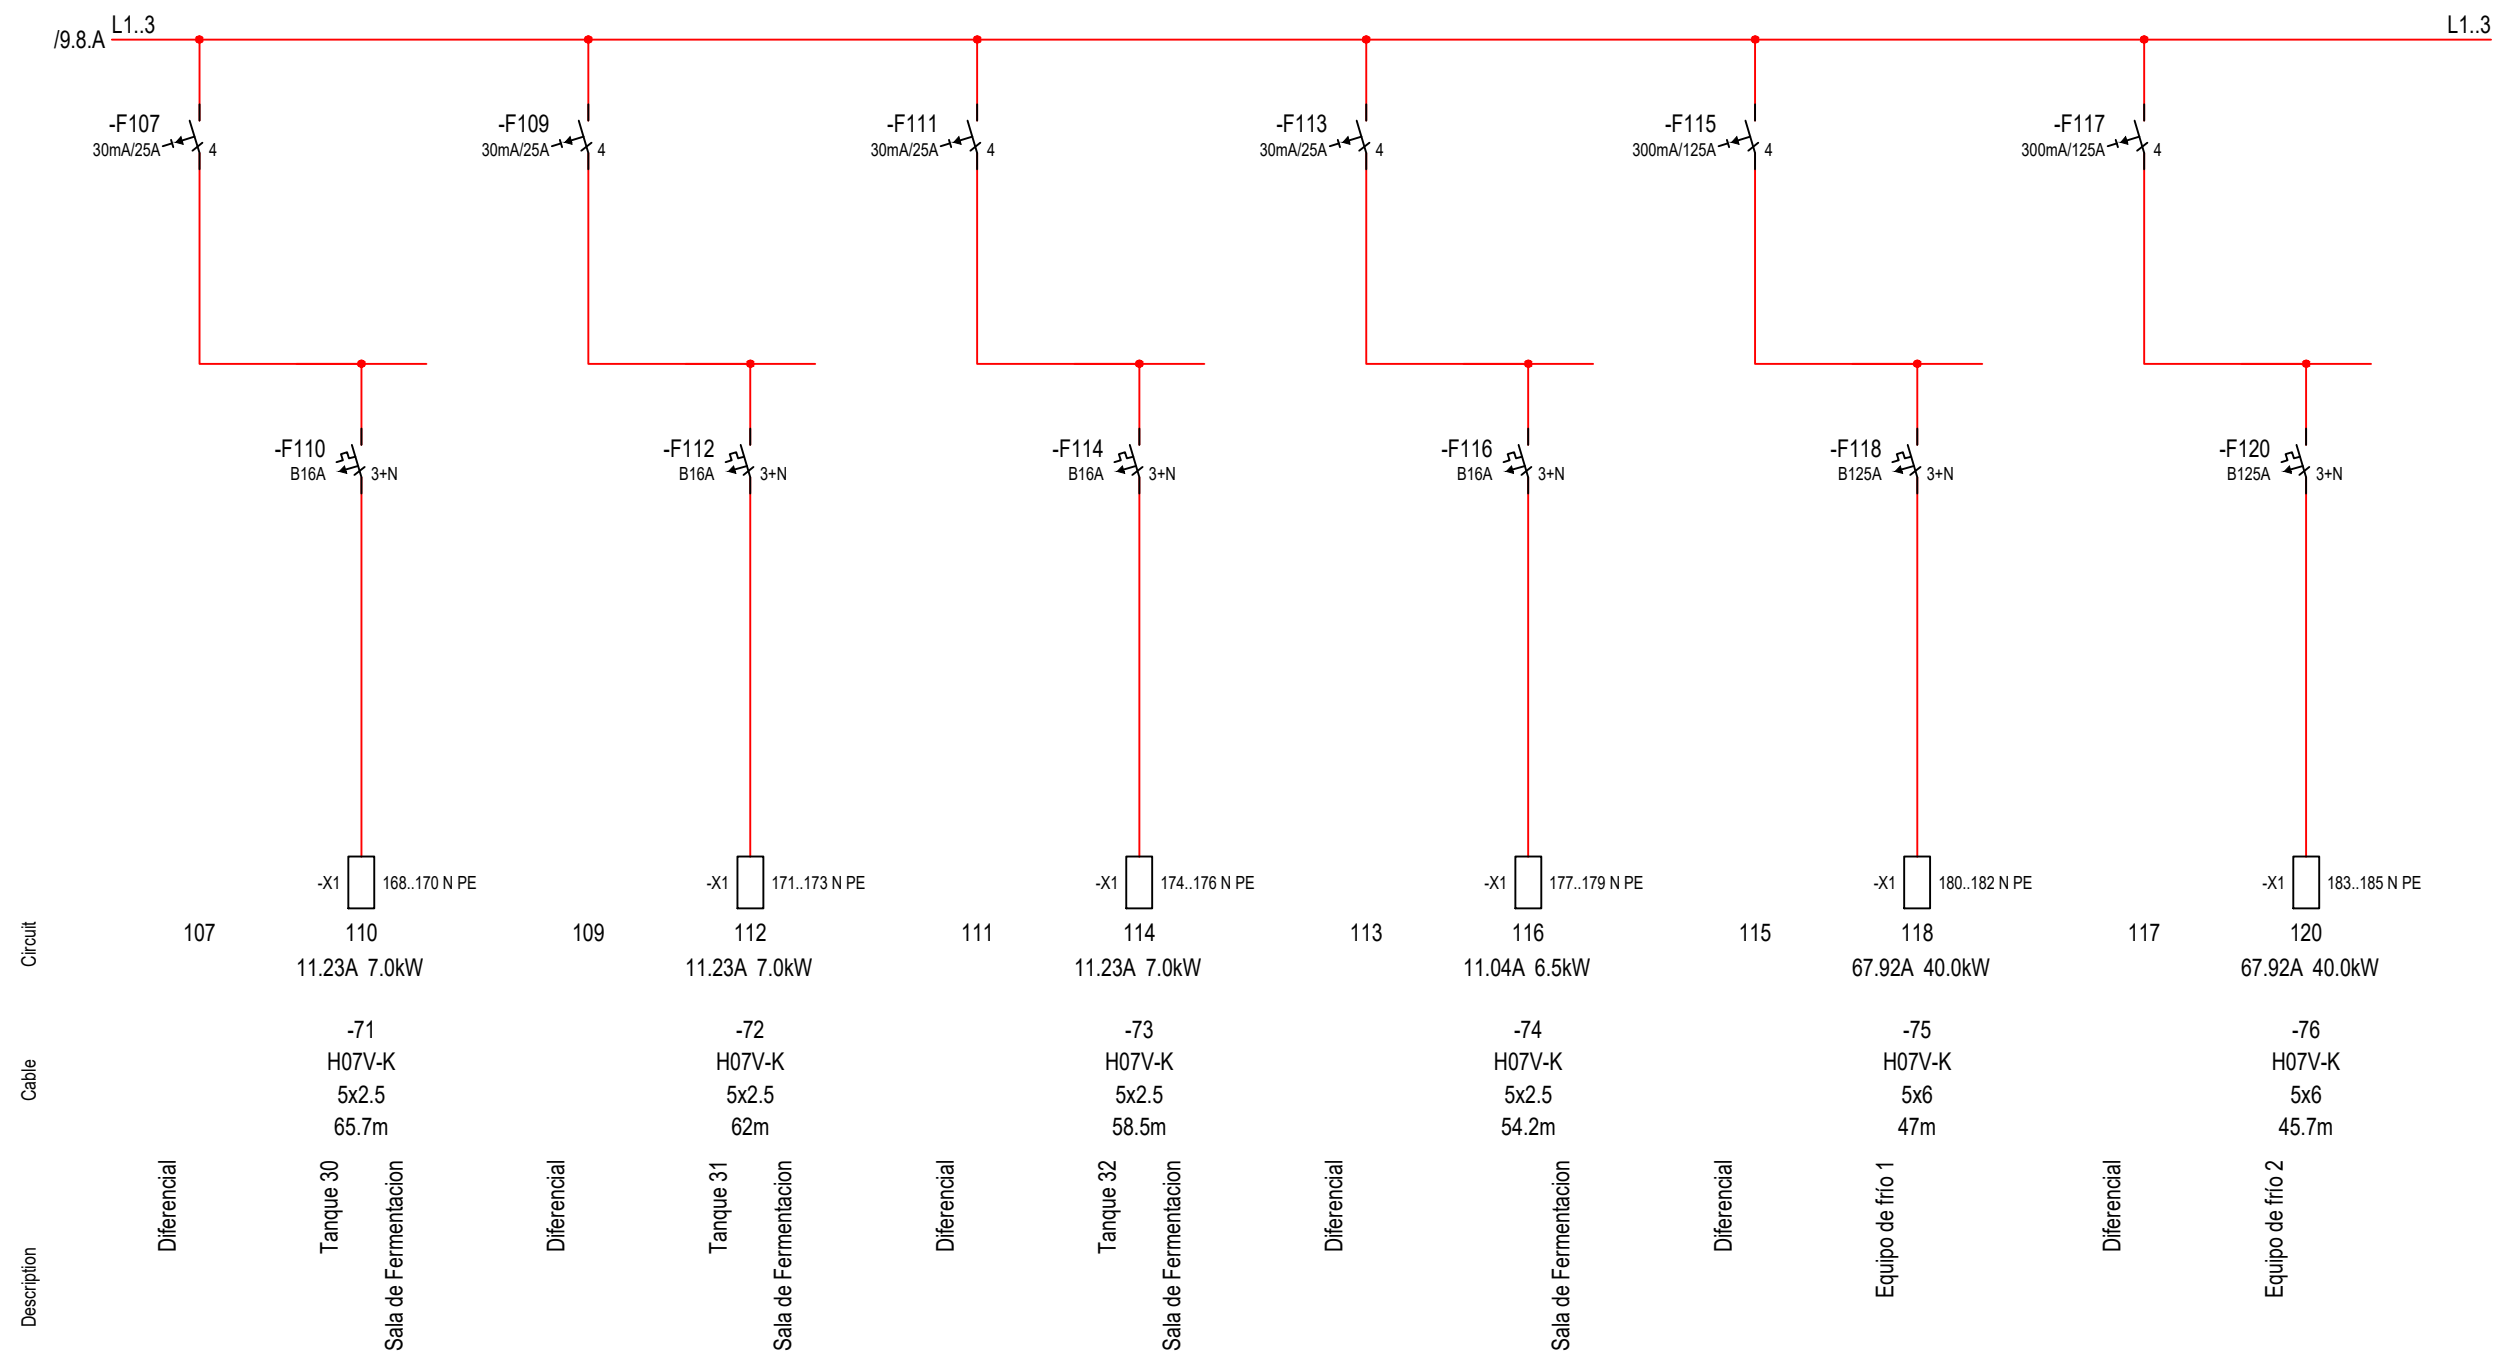 L1..3
L1..3
/9.8.A
-F107
30mA/25A
4
-F109
30mA/25A
4
-F111
30mA/25A
4
-F113
30mA/25A
4
-F115
300mA/125A
4
-F117
300mA/125A
4
-F110
B16A
3+N
-F112
B16A
3+N
-F114
B16A
3+N
-F116
B16A
3+N
-F118
B125A
3+N
-F120
B125A
3+N
-X1
168..170 N PE
-X1
171..173 N PE
-X1
174..176 N PE
-X1
177..179 N PE
-X1
180..182 N PE
-X1
183..185 N PE
Circuit
107
110
109
112
111
114
113
116
115
118
117
120
11.23A 7.0kW
11.23A 7.0kW
11.23A 7.0kW
11.04A 6.5kW
67.92A 40.0kW
67.92A 40.0kW
Cable
-71
-72
-73
-74
-75
-76
H07V-K
H07V-K
H07V-K
H07V-K
H07V-K
H07V-K
5x2.5
5x2.5
5x2.5
5x2.5
5x6
5x6
65.7m
62m
58.5m
54.2m
47m
45.7m
Description
Diferencial
Tanque 30
Sala de Fermentacion
Diferencial
Tanque 31
Sala de Fermentacion
Diferencial
Tanque 32
Sala de Fermentacion
Diferencial
Sala de Fermentacion
Diferencial
Equipo de frío 1
Diferencial
Equipo de frío 2